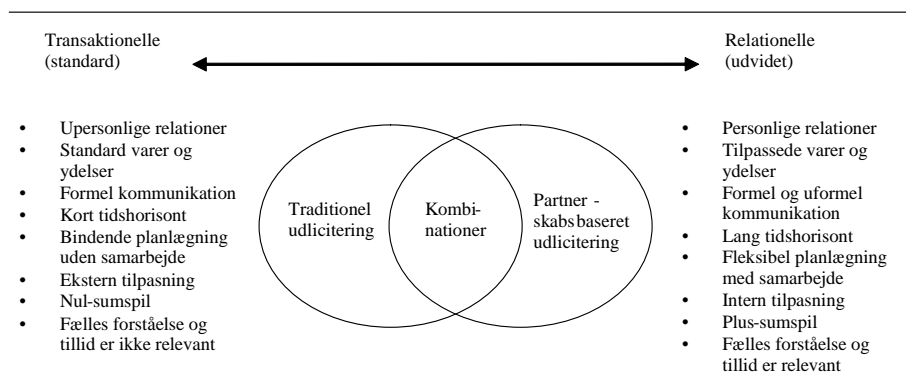 Transaktionelle
(standard)
Relationelle
(udvidet)
• Upersonlige relationer
• Standard varer og
ydelser
• Formel kommunikation
• Kort tidshorisont
• Bindende planlægning
uden samarbejde
• Ekstern tilpasning
• Nul-sumspil
• Fælles forståelse og
tillid er ikke relevant
Traditionel
udlicitering
Kombi-
nationer
Partner -
skabsbaseret
udlicitering
• Personlige relationer
• Tilpassede varer og
ydelser
• Formel og uformel
kommunikation
• Lang tidshorisont
• Fleksibel planlægning
med samarbejde
• Intern tilpasning
• Plus-sumspil
• Fælles forståelse og
tillid er relevant